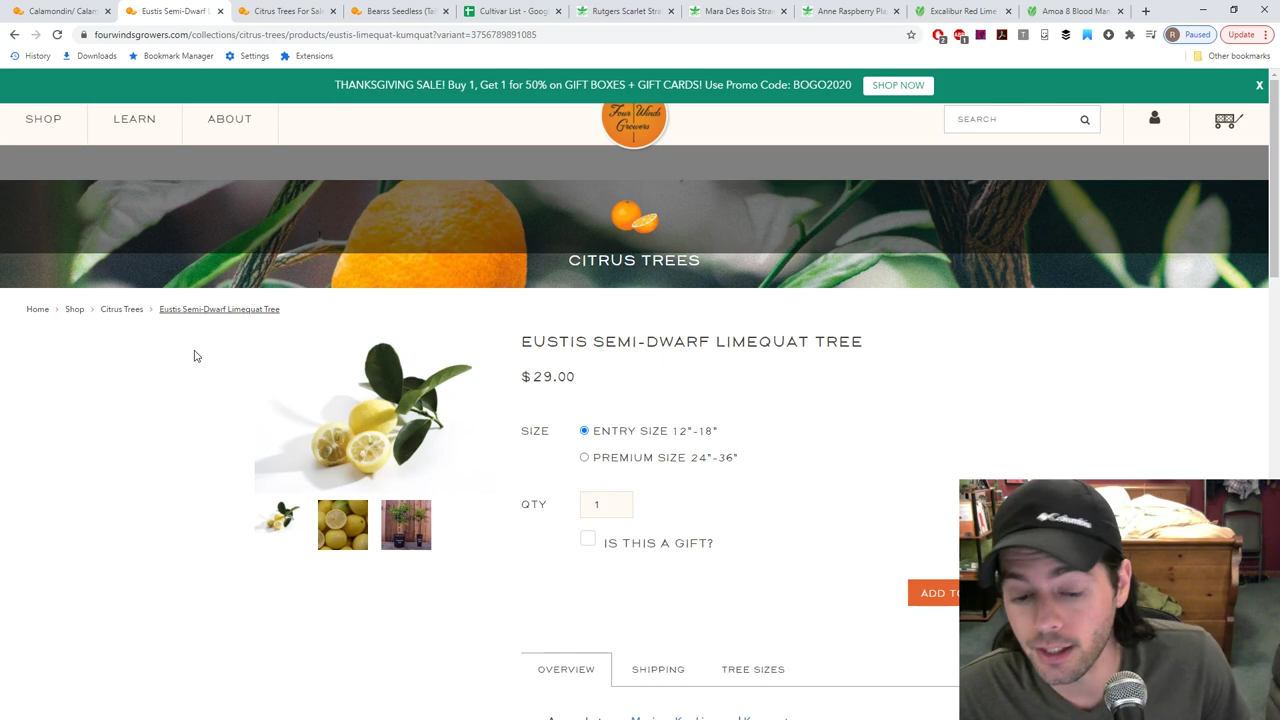 Calamondin/ Calam
Eustis Semi-Dwarf L
Citrus Trees For Sale
Bearss Seedless (Ta
Cultivar List - Goog
Rutgers Scarlet Stra
Mara Des Bois Straw
Anne Raspberry Pla
Excalibur Red Lime
Amoa 8 Blood Man
fourwindsgrowers.com/collections/citrus-trees/products/eustis-limequat-kumquat?variant=3756789891085
2
1
R Paused
Update
History
Downloads
Bookmark Manager
Settings
Extensions
Other bookmarks
THANKSGIVING SALE! Buy 1, Get 1 for 50% on GIFT BOXES + GIFT CARDS! Use Promo Code: BOGO2020
SHOP NOW
X
SHOP
LEARN
ABOUT
Four Winds
Growers
SEARCH
CITRUS TREES
Home > Shop > Citrus Trees > Eustis Semi-Dwarf Limequat Tree
EUSTIS SEMI-DWARF LIMEQUAT TREE
$29.00
SIZE
ENTRY SIZE 12"-18"
PREMIUM SIZE 24"-36"
QTY
1
IS THIS A GIFT?
ADD TO
Columbia
OVERVIEW
SHIPPING
TREE SIZES